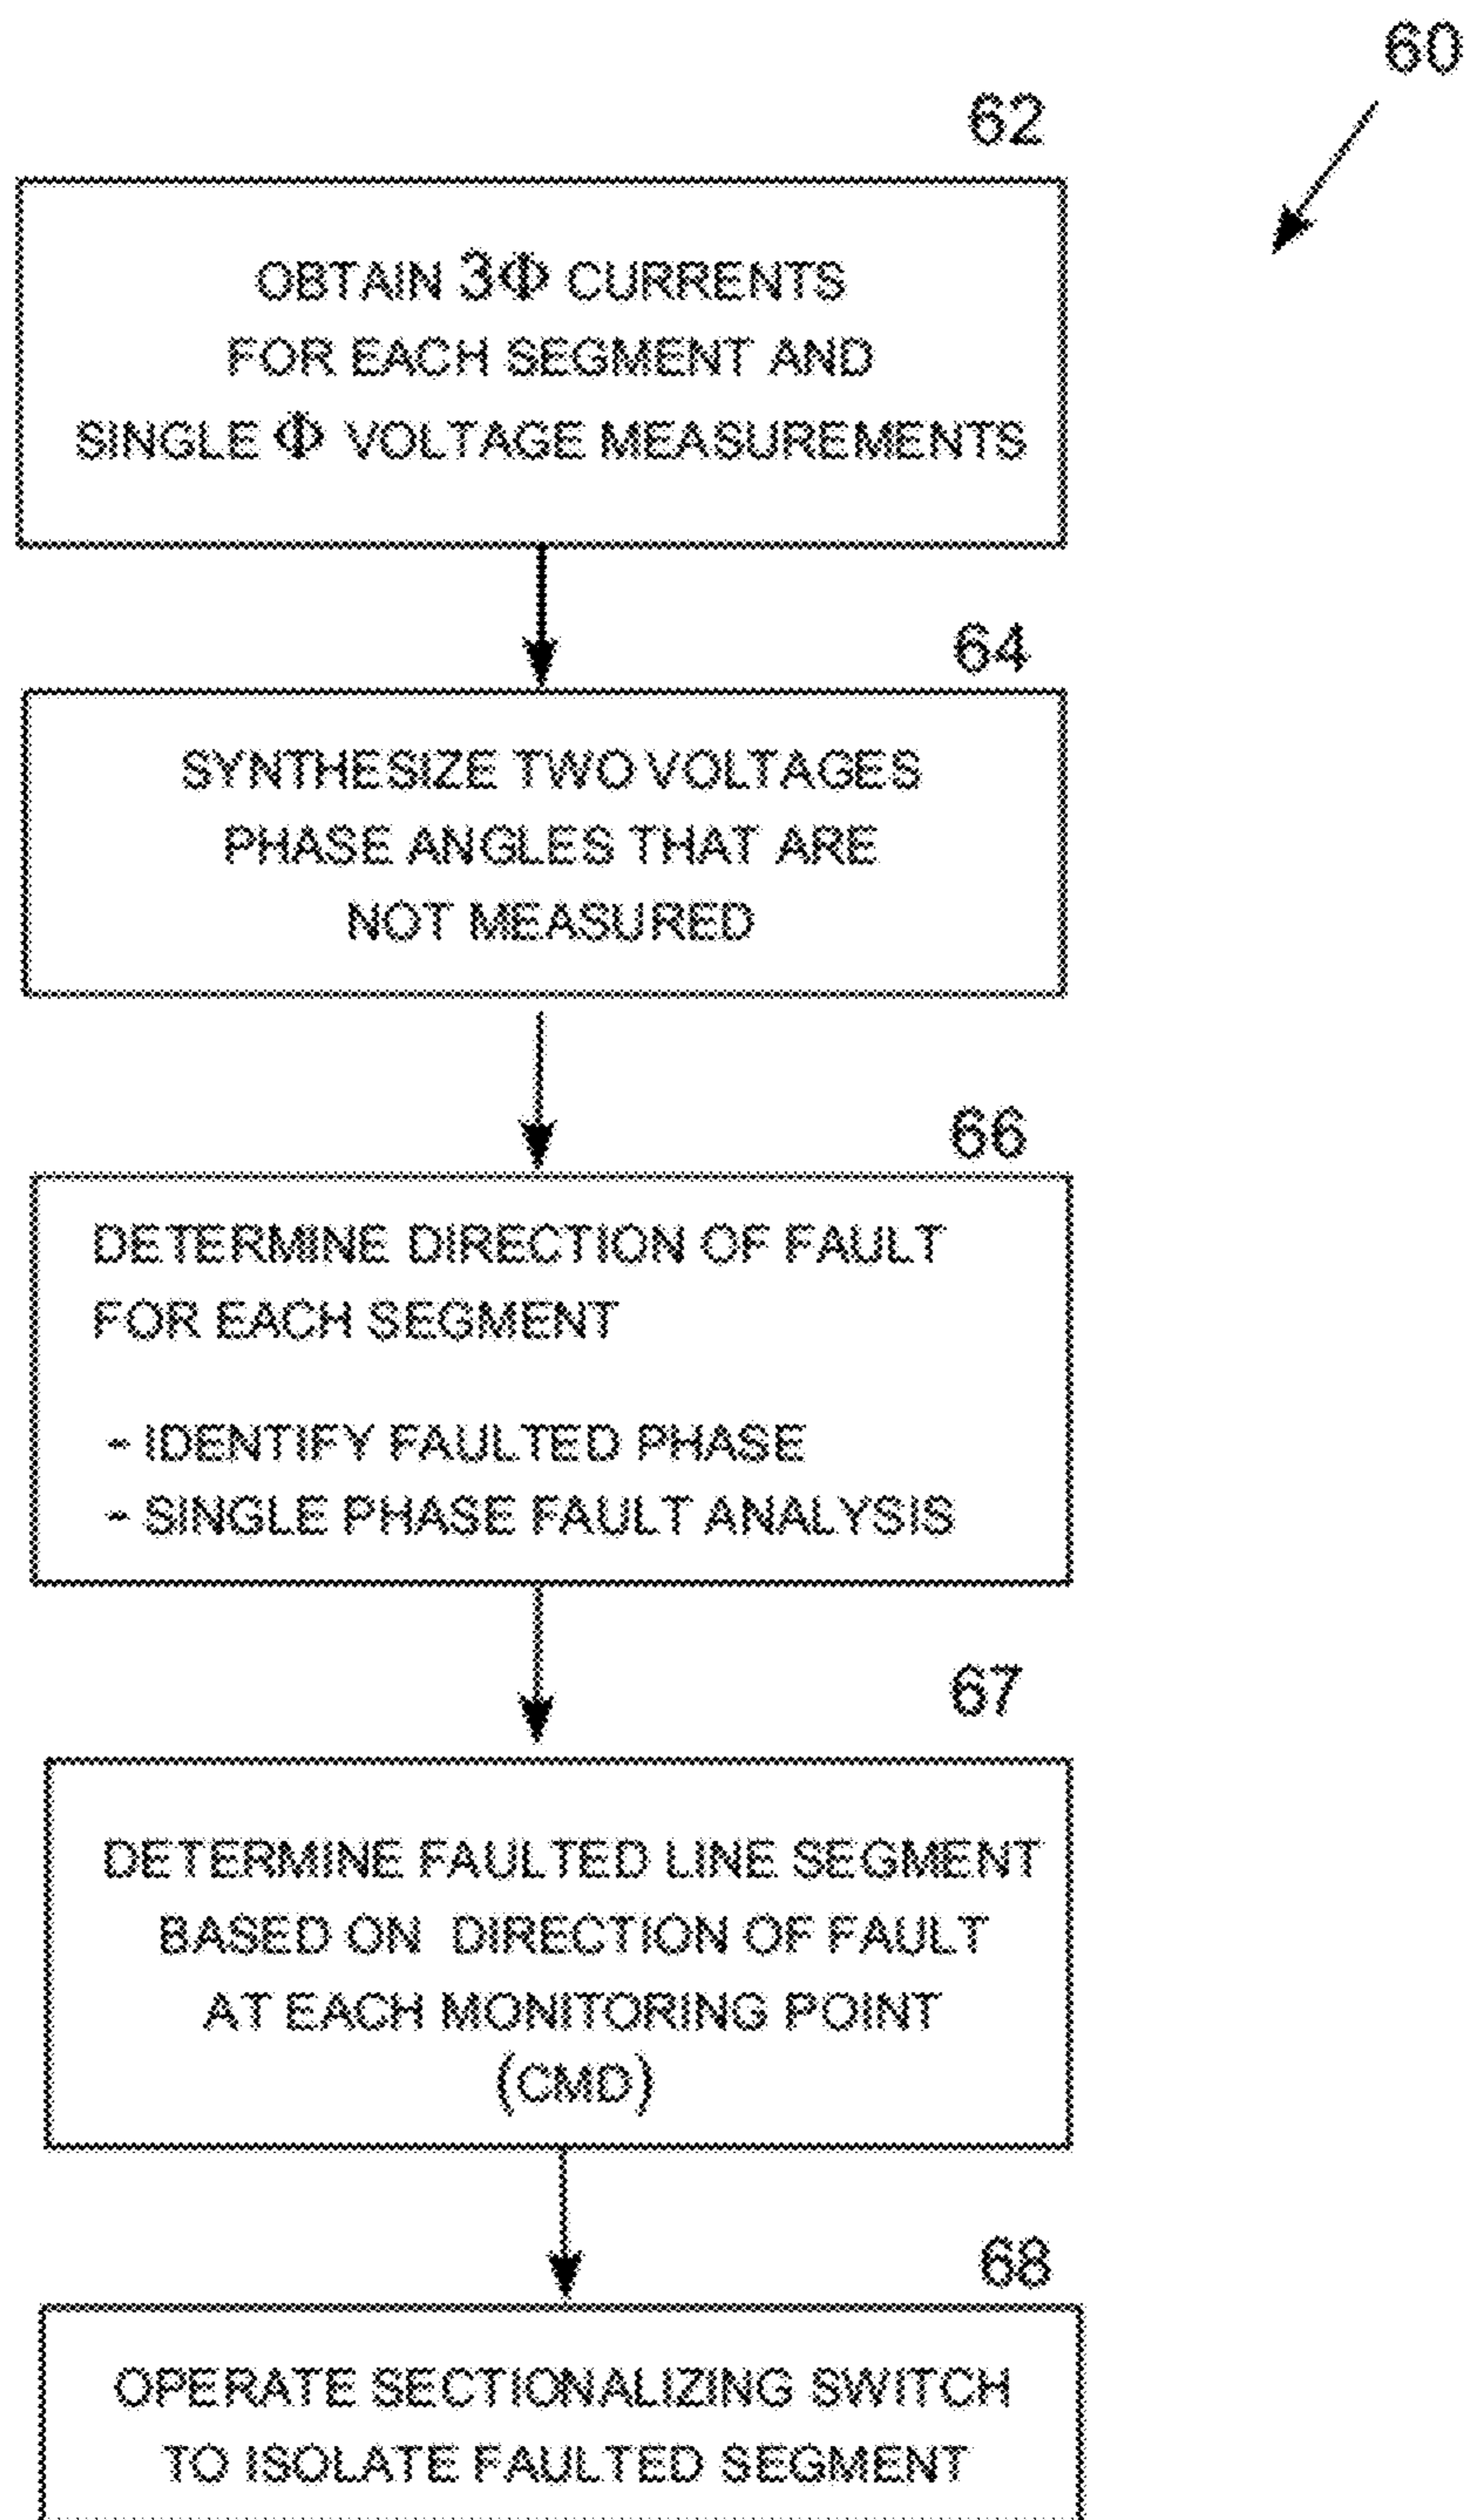 60
62
OBTAIN 3Φ CURRENTS
FOR EACH SEGMENT AND
SINGLE Φ VOLTAGE MEASUREMENTS
64
SYNTHESIZE TWO VOLTAGES
PHASE ANGLES THAT ARE
NOT MEASURED
66
DETERMINE DIRECTION OF FAULT
FOR EACH SEGMENT
- IDENTIFY FAULTED PHASE
- SINGLE PHASE FAULT ANALYSIS
67
DETERMINE FAULTED LINE SEGMENT
BASED ON DIRECTION OF FAULT
AT EACH MONITORING POINT
(CMD)
68
OPERATE SECTIONALIZING SWITCH
TO ISOLATE FAULTED SEGMENT